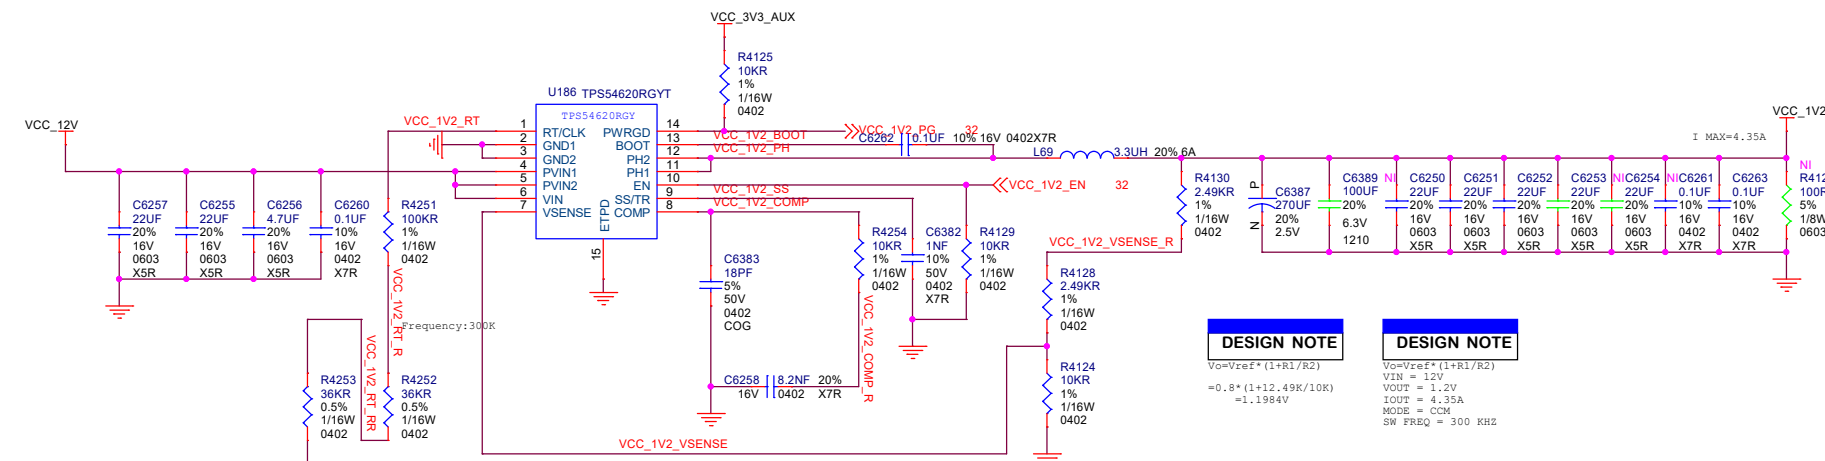 VCC_3V3_AUX
R4125
10KR
1%
1/16W
0402
U186 TPS54620RGYT
TPS54620RGY
VCC_12V
VCC_1V2_RT
1 RT/CLK
2 GND1
3 GND2
4 PVIN1
5 PVIN2
6 VIN
7 VSENSE
14 PWRGD
13 BOOT
12 PH2
11 PH1
10 EN
9 SS/TR
8 COMP
15 ETPD
VCC_1V2_PG 32
VCC_1V2_BOOT
C6262 0.1UF 10% 16V 0402X7R
VCC_1V2_PH
VCC_1V2_EN 32
VCC_1V2_SS
VCC_1V2_COMP
L69 3.3UH 20% 6A
VCC_1V2
I MAX=4.35A
C6257
22UF
20%
16V
0603
X5R
C6255
22UF
20%
16V
0603
X5R
C6256
4.7UF
20%
16V
0603
X5R
C6260
0.1UF
10%
16V
0402
X7R
R4251
100KR
1%
1/16W
0402
VCC_1V2_RT_R
Frequency:300K
VCC_1V2_RT_RR
R4253
36KR
0.5%
1/16W
0402
R4252
36KR
0.5%
1/16W
0402
C6383
18PF
5%
50V
0402
COG
C6258 8.2NF 20%
16V 0402 X7R
R4254
10KR
1%
1/16W
0402
VCC_1V2_COMP_R
C6382
1NF
10%
50V
0402
X7R
R4129
10KR
1%
1/16W
0402
VCC_1V2_VSENSE_R
R4130
2.49KR
1%
1/16W
0402
R4128
2.49KR
1%
1/16W
0402
R4124
10KR
1%
1/16W
0402
VCC_1V2_VSENSE
P
N
C6387
270UF
20%
2.5V
C6389
100UF
20%
6.3V
1210
NI
C6250
22UF
20%
16V
0603
X5R
C6251
22UF
20%
16V
0603
X5R
C6252
22UF
20%
16V
0603
X5R
C6253
22UF
20%
16V
0603
X5R
NI
C6254
22UF
20%
16V
0603
X5R
NI
C6261
0.1UF
10%
16V
0402
X7R
C6263
0.1UF
10%
16V
0402
X7R
NI
R412
100R
5%
1/8W
0603
DESIGN NOTE
Vo=Vref*(1+R1/R2)
=0.8*(1+12.49K/10K)
=1.1984V
DESIGN NOTE
Vo=Vref*(1+R1/R2)
VIN = 12V
VOUT = 1.2V
IOUT = 4.35A
MODE = CCM
SW FREQ = 300 KHZ